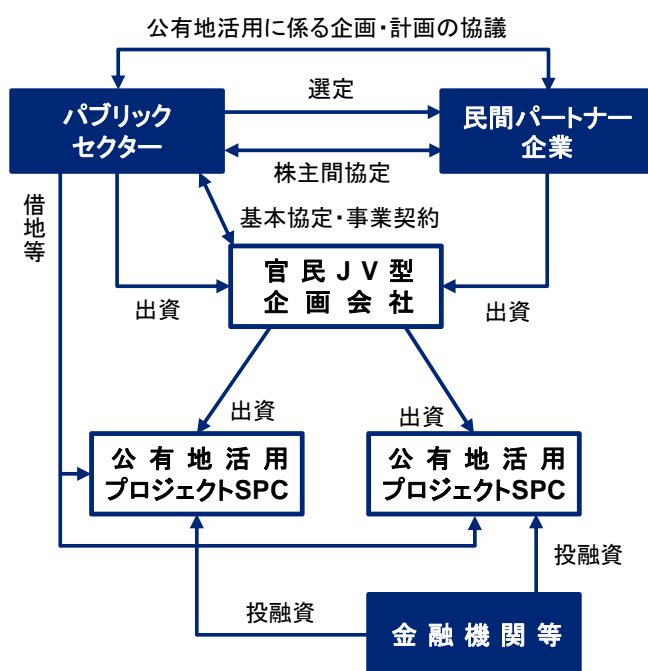 公有地活用に係る企画・計画の協議
パブリック
セクター
選定
民間パートナー
企業
株主間協定
借地等
基本協定・事業契約
官民JV型
企画会社
出資
出資
出資
出資
公有地活用
プロジェクトSPC
公有地活用
プロジェクトSPC
投融資
投融資
金融機関等